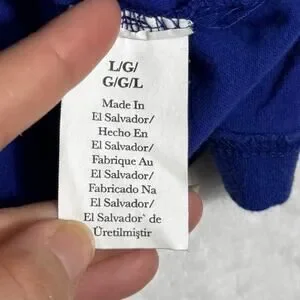 L/G/
G/G/L
Made In
El Salvador/
Hecho En
El Salvador/
Fabrique Au
El Salvador/
Fabricado Na
El Salvador/
El Salvador` de
Üretilmiştir